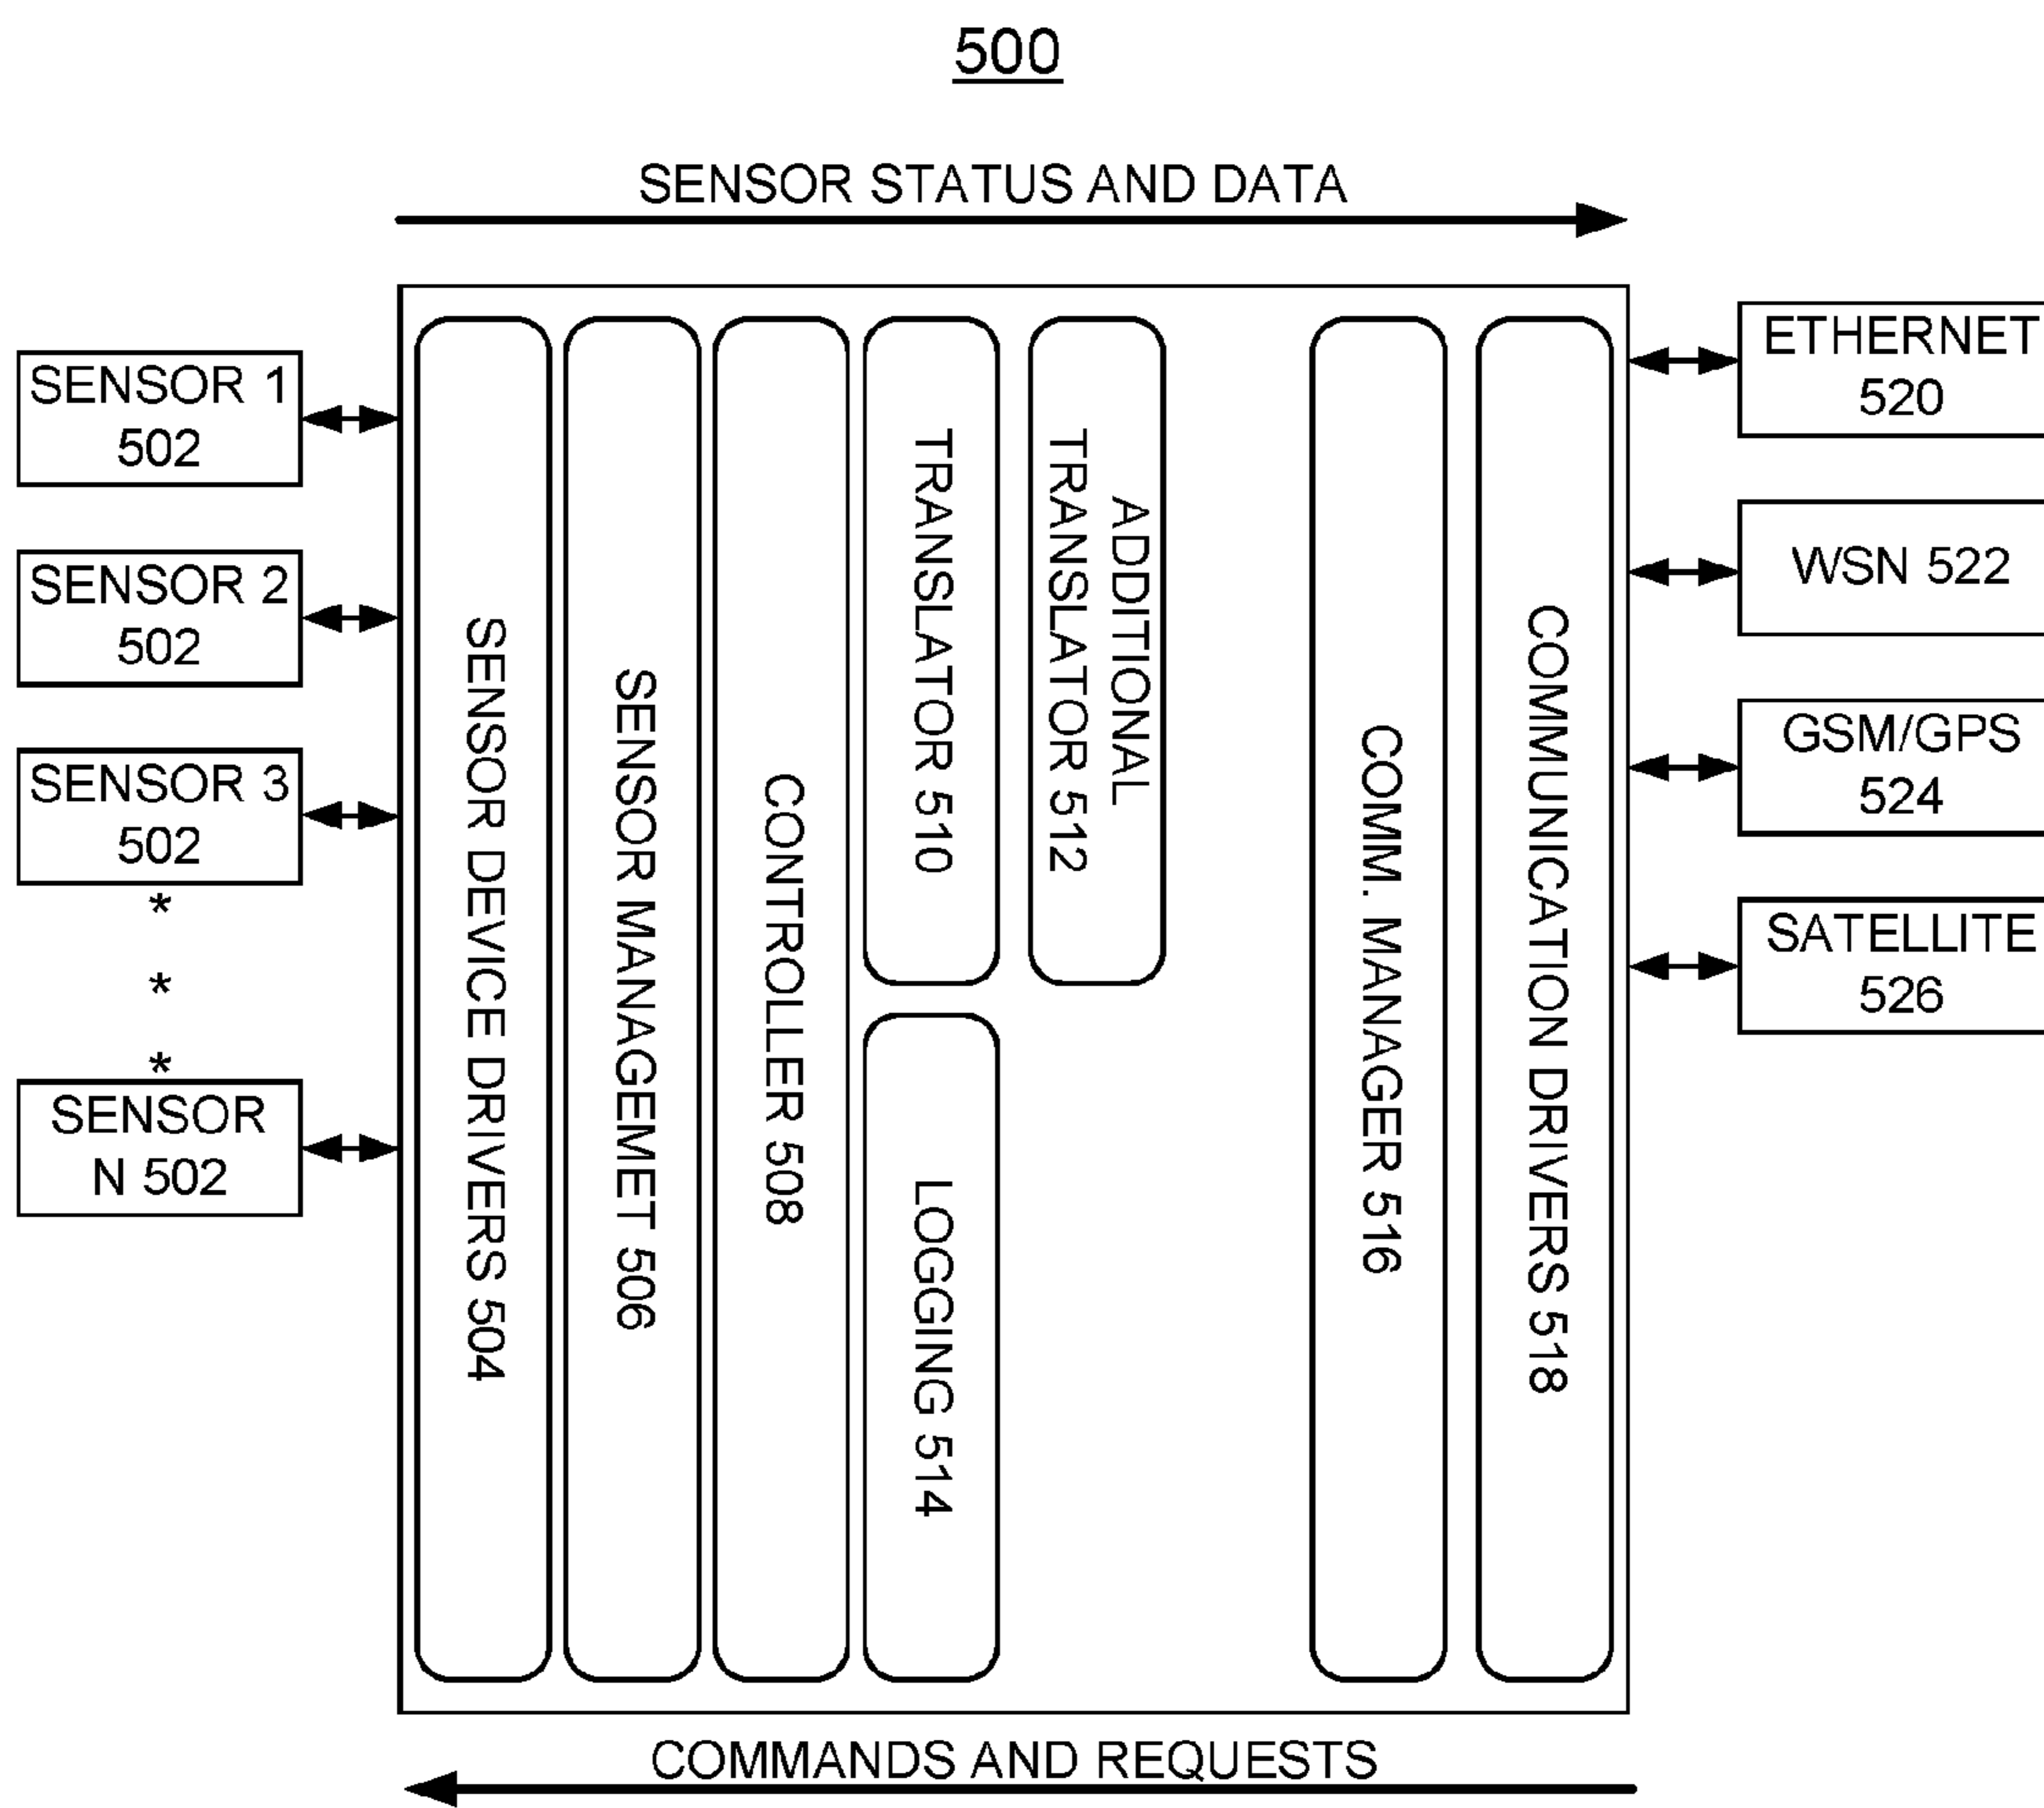 500
SENSOR STATUS AND DATA
SENSOR 1
502
SENSOR 2
502
SENSOR 3
502
*
*
*
SENSOR
N 502
SENSOR DEVICE DRIVERS 504
SENSOR MANAGEMET 506
CONTROLLER 508
TRANSLATOR 510
LOGGING 514
ADDITIONAL
TRANSLATOR 512
COMM. MANAGER 516
COMMUNICATION DRIVERS 518
ETHERNET
520
WSN 522
GSM/GPS
524
SATELLITE
526
COMMANDS AND REQUESTS